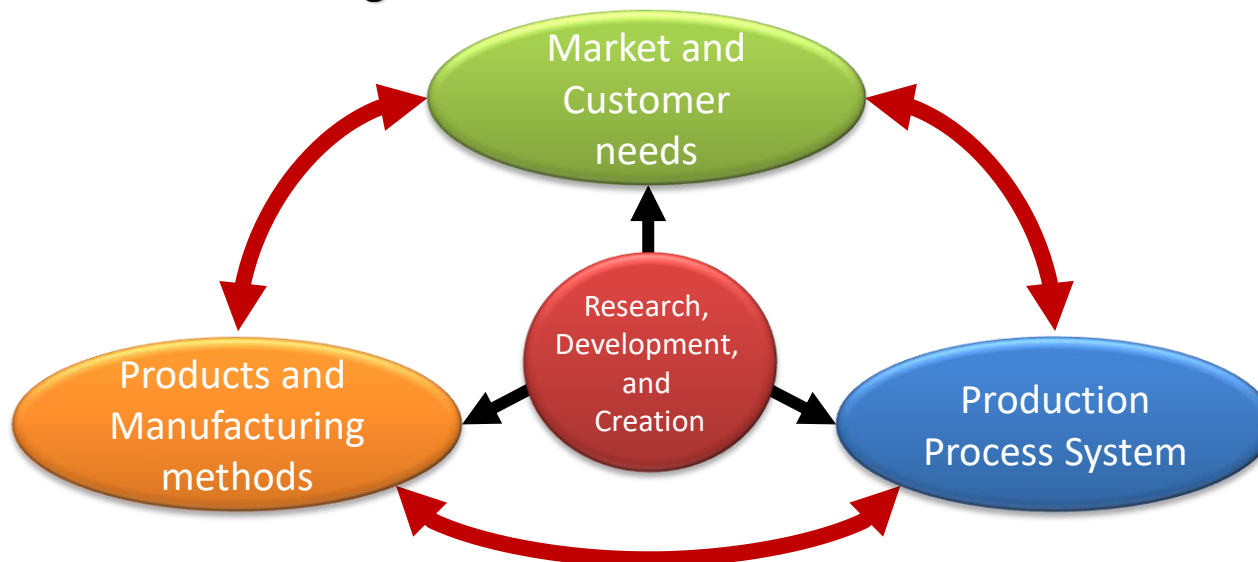 Market and
Customer
needs
Research,
Development,
and
Creation
Products and
Manufacturing
methods
Production
Process System